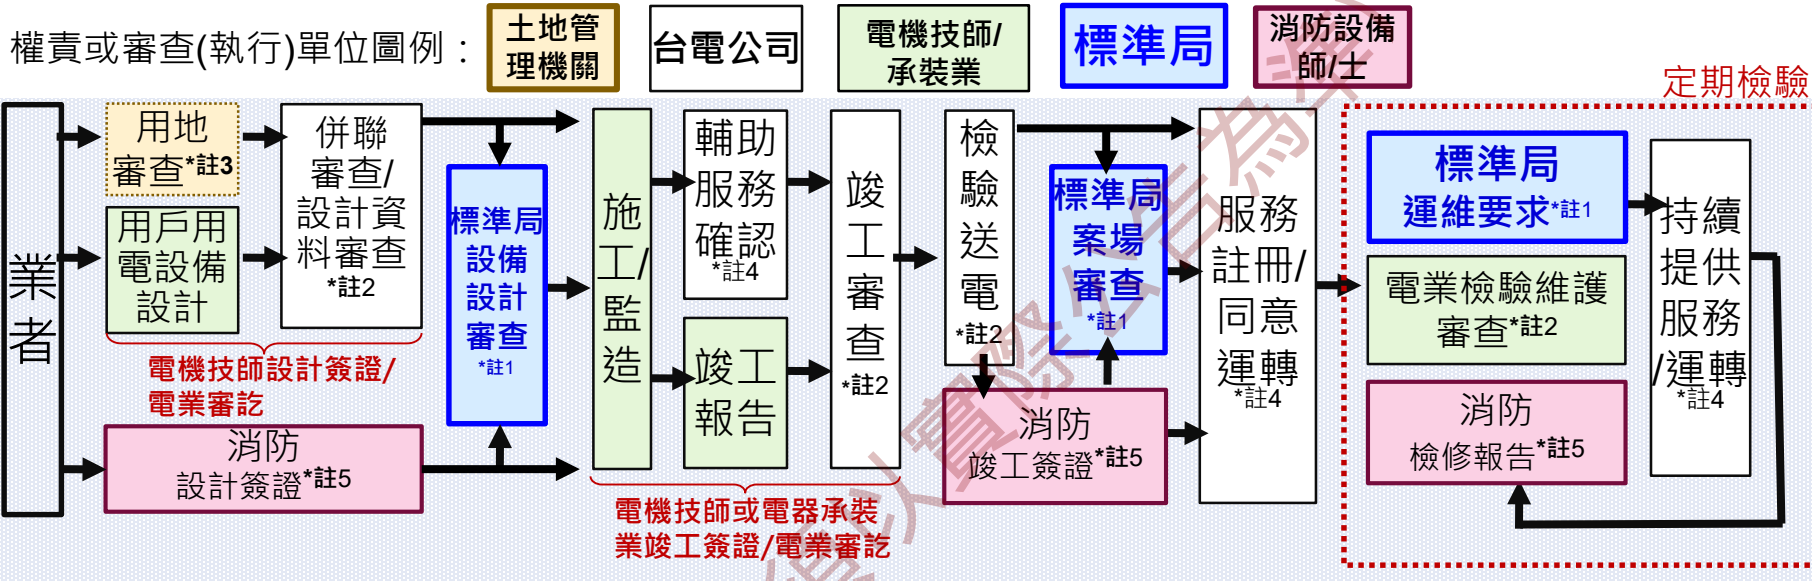 權責或審查(執行)單位圖例：
土地管
理機關
台電公司
電機技師/
承裝業
標準局
消防設備
師/士
定期檢驗
業
者
用地
審查*註3
用戶用
電設備
設計
併聯
審查/
設計資
料審查
*註2
電機技師設計簽證/
電業審訖
消防
設計簽證*註5
標準局
設備
設計
審查
*註1
施
工/
監
造
輔助
服務
確認
*註4
竣工
報告
竣
工
審
查
*註2
電機技師或電器承裝
業竣工簽證/電業審訖
檢
驗
送
電
*註2
標準局
案場
審查
*註1
消防
竣工簽證*註5
服務
註冊/
同意
運轉
*註4
標準局
運維要求*註1
電業檢驗維護
審查*註2
消防
檢修報告*註5
持續
提供
服務
/運轉
*註4
須以實際公告為準